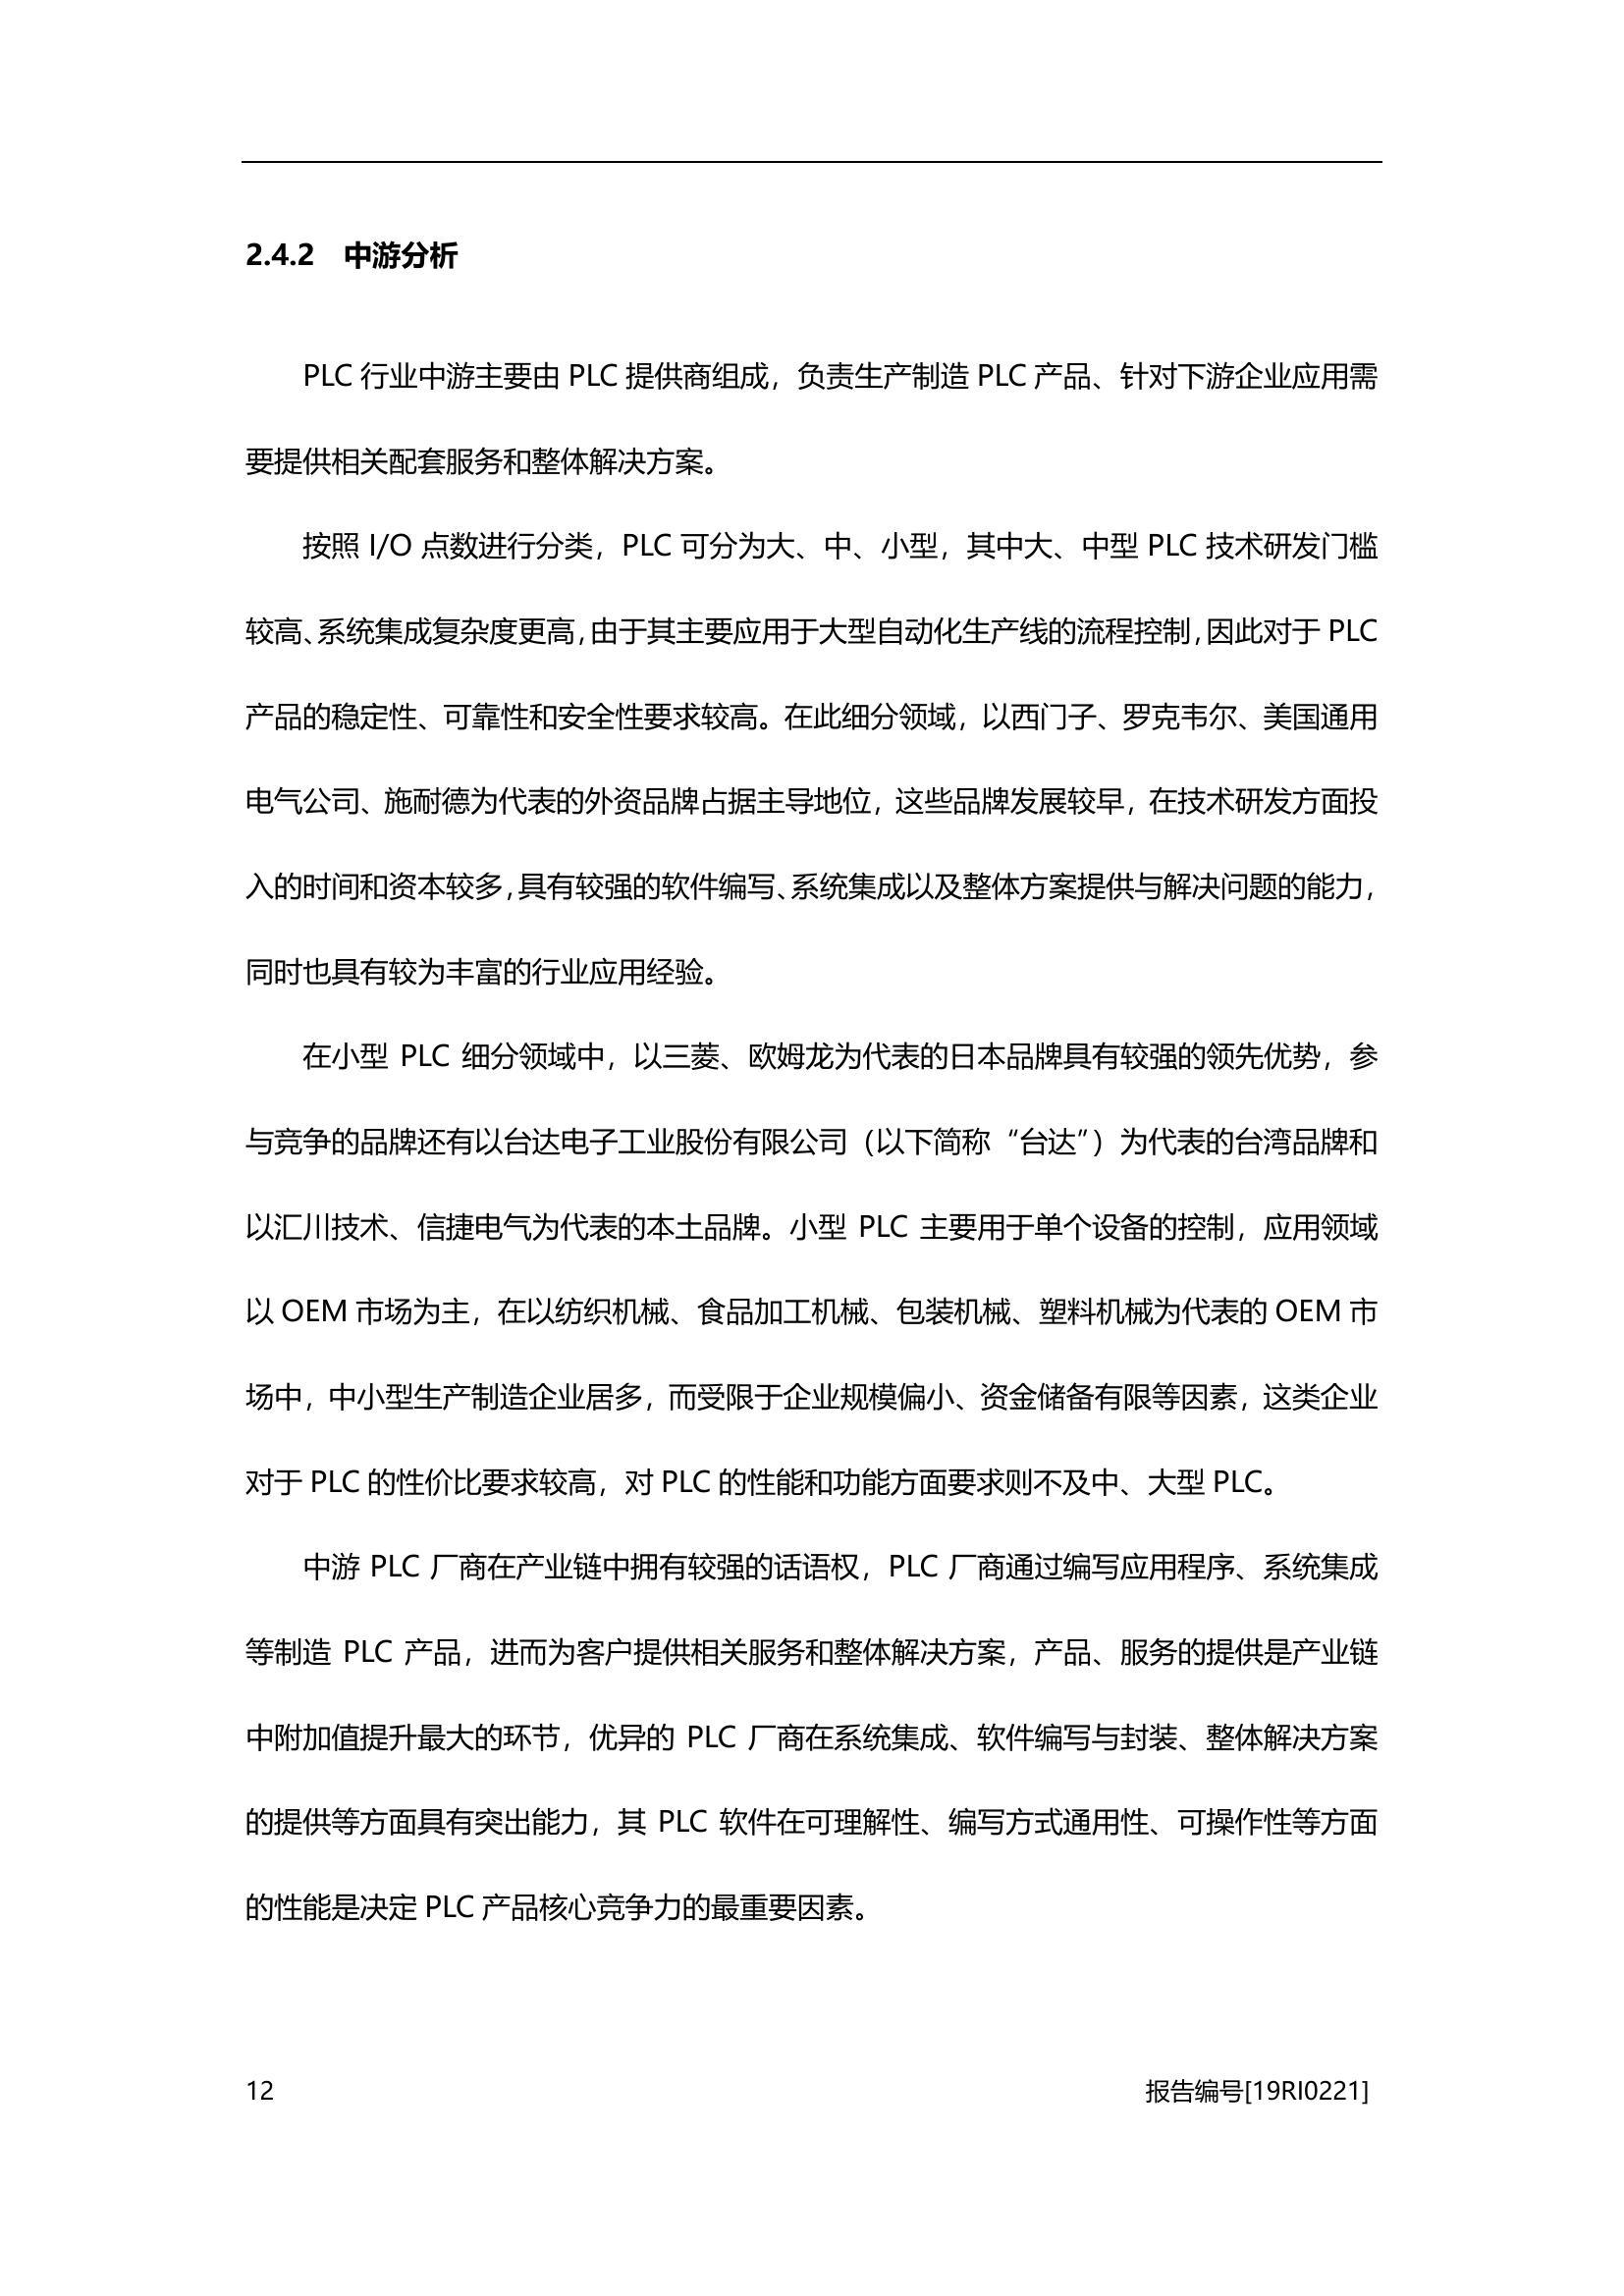 2.4.2 中游分析
PLC 行业中游主要由 PLC 提供商组成，负责生产制造 PLC 产品、针对下游企业应用需
要提供相关配套服务和整体解决方案。
按照 I/O 点数进行分类，PLC 可分为大、中、小型，其中大、中型 PLC 技术研发门槛
较高、系统集成复杂度更高，由于其主要应用于大型自动化生产线的流程控制，因此对于 PLC
产品的稳定性、可靠性和安全性要求较高。在此细分领域，以西门子、罗克韦尔、美国通用
电气公司、施耐德为代表的外资品牌占据主导地位，这些品牌发展较早，在技术研发方面投
入的时间和资本较多，具有较强的软件编写、系统集成以及整体方案提供与解决问题的能力，
同时也具有较为丰富的行业应用经验。
在小型 PLC 细分领域中，以三菱、欧姆龙为代表的日本品牌具有较强的领先优势，参
与竞争的品牌还有以台达电子工业股份有限公司（以下简称“台达”）为代表的台湾品牌和
以汇川技术、信捷电气为代表的本土品牌。小型 PLC 主要用于单个设备的控制，应用领域
以 OEM 市场为主，在以纺织机械、食品加工机械、包装机械、塑料机械为代表的 OEM 市
场中，中小型生产制造企业居多，而受限于企业规模偏小、资金储备有限等因素，这类企业
对于 PLC 的性价比要求较高，对 PLC 的性能和功能方面要求则不及中、大型 PLC。
中游 PLC 厂商在产业链中拥有较强的话语权，PLC 厂商通过编写应用程序、系统集成
等制造 PLC 产品，进而为客户提供相关服务和整体解决方案，产品、服务的提供是产业链
中附加值提升最大的环节，优异的 PLC 厂商在系统集成、软件编写与封装、整体解决方案
的提供等方面具有突出能力，其 PLC 软件在可理解性、编写方式通用性、可操作性等方面
的性能是决定 PLC 产品核心竞争力的最重要因素。
12 报告编号[19RI0221]